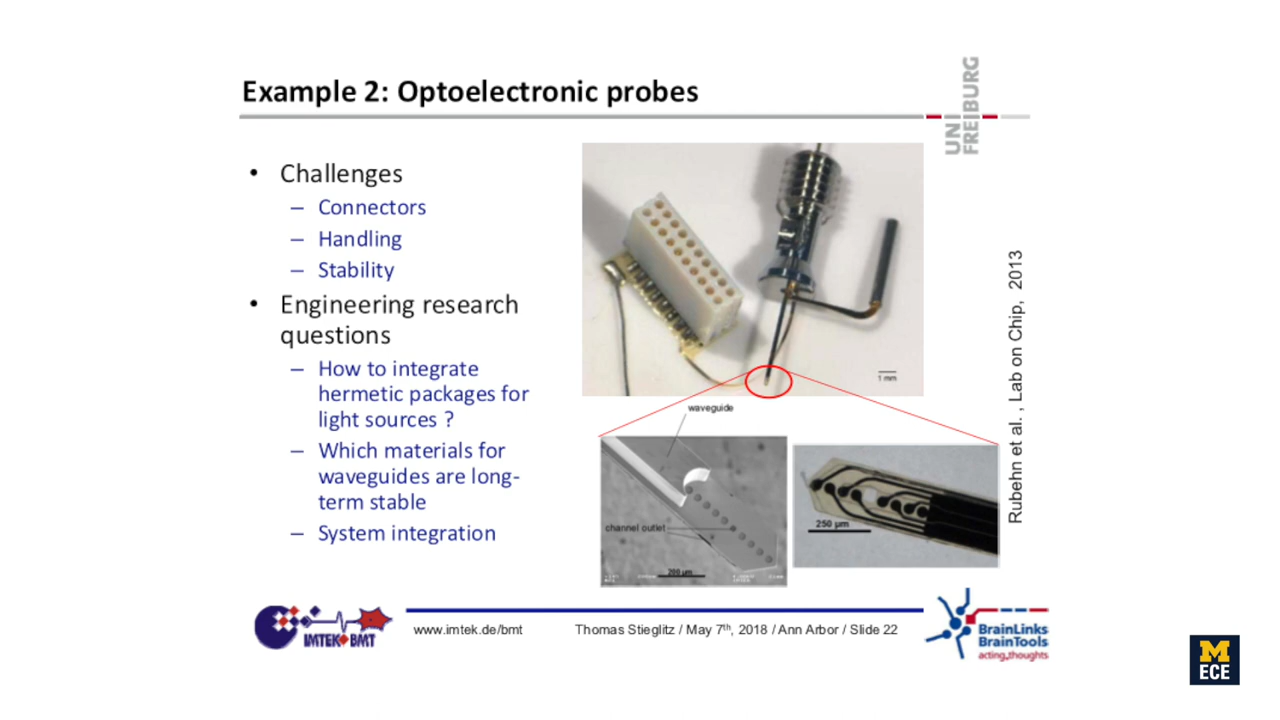 Example 2: Optoelectronic probes
UNI
FREIBURG
• Challenges
– Connectors
– Handling
– Stability
• Engineering research
questions
– How to integrate
hermetic packages for
light sources ?
– Which materials for
waveguides are long-
term stable
– System integration
1 mm
waveguide
channel outlet
200 µm
250 µm
Rubehn et al. , Lab on Chip, 2013
IMTEK BMT
www.imtek.de/bmt
Thomas Stieglitz / May 7th, 2018 / Ann Arbor / Slide 22
BrainLinks
BrainTools
acting_thoughts
M
ECE